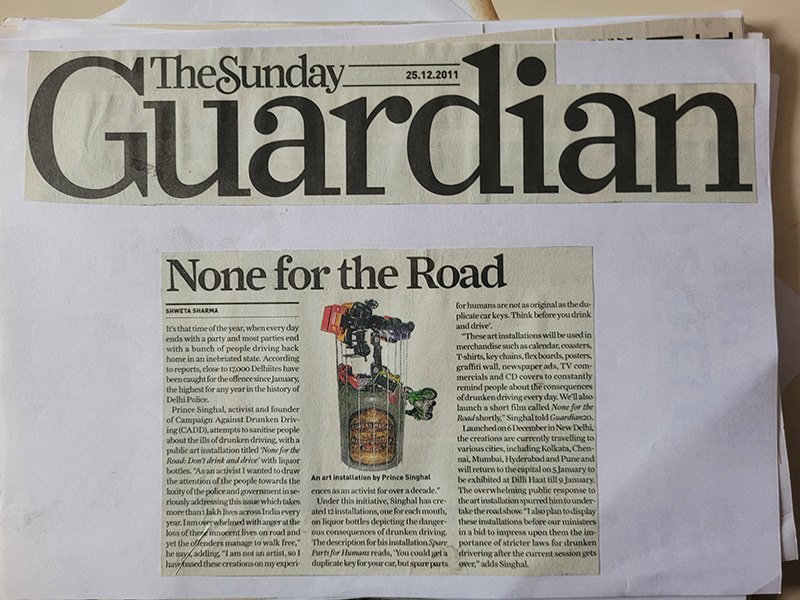 The Sunday
25.12.2011
Guardian
None for the Road
SHWETA SHARMA
It's that time of the year, when every day
ends with a party and most parties end
with a bunch of people driving back
home in an inebriated state. According
to reports, close to 17,000 Delhiites have
been caught for the offence since January,
the highest for any year in the history of
Delhi Police.
Prince Singhal, activist and founder
of Campaign Against Drunken Driv-
ing (CADD), attempts to sanitise people
about the ills of drunken driving, with a
public art installation titled 'None for the
Road: Don't drink and drive' with liquor
bottles. "As an activist I wanted to draw
the attention of the people towards the
laxity of the police and government in se-
riously addressing this issue which takes
more than 1 lakh lives across India every
year. I am overwhelmed with anger at the
loss of these innocent lives on road and
yet the offenders manage to walk free,"
he says, adding, "I am not an artist, so I
have based these creations on my experi-
An art installation by Prince Singhal
ences as an activist for over a decade."
Under this initiative, Singhal has cre-
ated 12 installations, one for each month,
on liquor bottles depicting the danger-
ous consequences of drunken driving.
The description for his installation Spare
Parts for Humans reads, 'You could get a
duplicate key for your car, but spare parts
for humans are not as original as the du-
plicate car keys. Think before you drink
and drive'.
"These art installations will be used in
merchandise such as calendar, coasters,
T-shirts, key chains, flex boards, posters,
graffiti wall, newspaper ads, TV com-
mercials and CD covers to constantly
remind people about the consequences
of drunken driving every day. We'll also
launch a short film called None for the
Road shortly," Singhal told Guardian20.
Launched on 6 December in New Delhi,
the creations are currently travelling to
various cities, including Kolkata, Chen-
nai, Mumbai, Hyderabad and Pune and
will return to the capital on 5 January to
be exhibited at Dilli Haat till 9 January.
The overwhelming public response to
the art installation spurred him to under-
take the road show. "I also plan to display
these installations before our ministers
in a bid to impress upon them the im-
portance of stricter laws for drunken
drivering after the current session gets
over," adds Singhal.